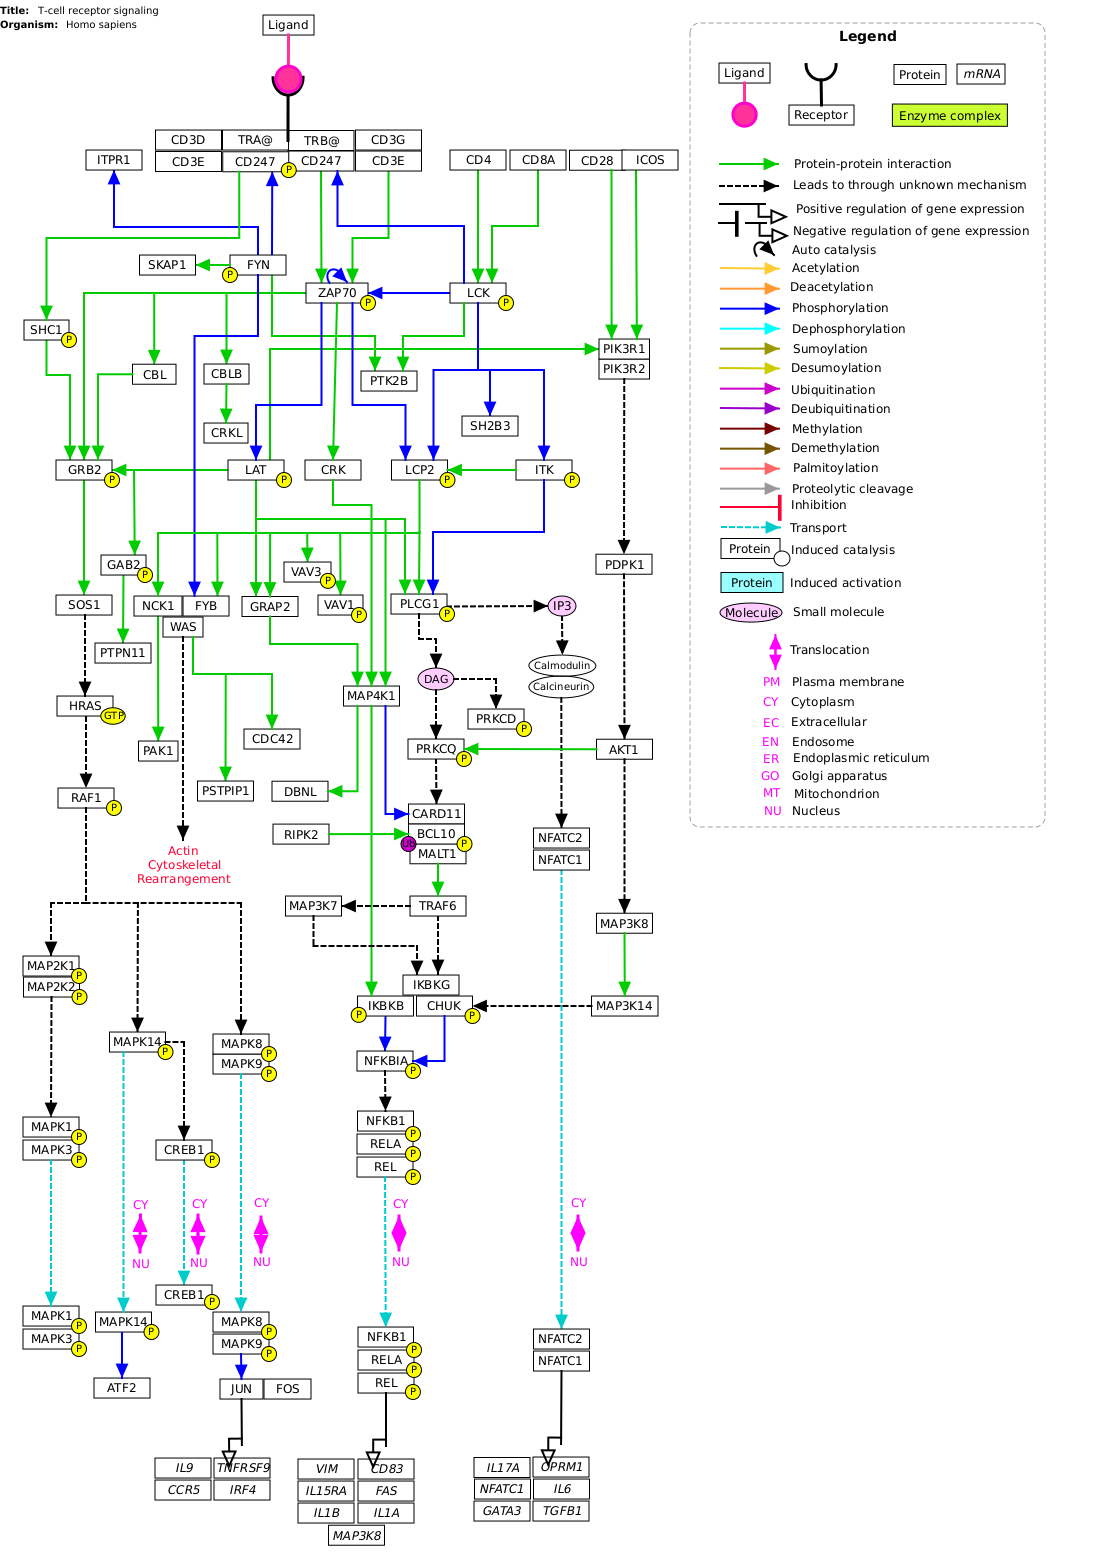 Title: T-cell receptor signaling
Organism: Homo sapiens
Ligand
CD3D TRA@ TRB@ CD3G
CD3E CD247 CD247 CD3E
P
ITPR1
CD4 CD8A CD28 ICOS
SKAP1 FYN
P
ZAP70 P
LCK P
SHC1 P
CBL CBLB
PTK2B
PIK3R1
PIK3R2
CRKL
SH2B3
GRB2 P
LAT P
CRK
LCP2 P
ITK P
GAB2 P
VAV3 P
PDPK1
SOS1
NCK1 FYB
WAS
GRAP2
VAV1 P
PLCG1 P
IP3
PTPN11
Calmodulin
Calcineurin
DAG
HRAS GTP
MAP4K1
PRKCD P
PAK1
CDC42
PRKCQ P
AKT1
RAF1 P
PSTPIP1
DBNL
CARD11
BCL10 P
Ub
MALT1
RIPK2
NFATC2
NFATC1
Actin
Cytoskeletal
Rearrangement
MAP3K7
TRAF6
MAP3K8
MAP2K1 P
MAP2K2 P
IKBKG
IKBKB CHUK
P P
MAP3K14
MAPK14 P
MAPK8 P
MAPK9 P
NFKBIA P
MAPK1 P
MAPK3 P
CREB1 P
NFKB1 P
RELA P
REL P
CY CY CY CY CY
NU NU NU NU NU
CREB1 P
MAPK1 P
MAPK3 P
MAPK14 P
MAPK8 P
MAPK9 P
NFKB1 P
RELA P
REL P
NFATC2
NFATC1
ATF2
JUN FOS
IL9 TNFRSF9
CCR5 IRF4
VIM CD83
IL15RA FAS
IL1B IL1A
MAP3K8
IL17A OPRM1
NFATC1 IL6
GATA3 TGFB1
Legend
Ligand
Receptor
Protein mRNA
Enzyme complex
Protein-protein interaction
Leads to through unknown mechanism
Positive regulation of gene expression
Negative regulation of gene expression
Auto catalysis
Acetylation
Deacetylation
Phosphorylation
Dephosphorylation
Sumoylation
Desumoylation
Ubiquitination
Deubiquitination
Methylation
Demethylation
Palmitoylation
Proteolytic cleavage
Inhibition
Transport
Protein Induced catalysis
Protein Induced activation
Molecule Small molecule
Translocation
PM Plasma membrane
CY Cytoplasm
EC Extracellular
EN Endosome
ER Endoplasmic reticulum
GO Golgi apparatus
MT Mitochondrion
NU Nucleus